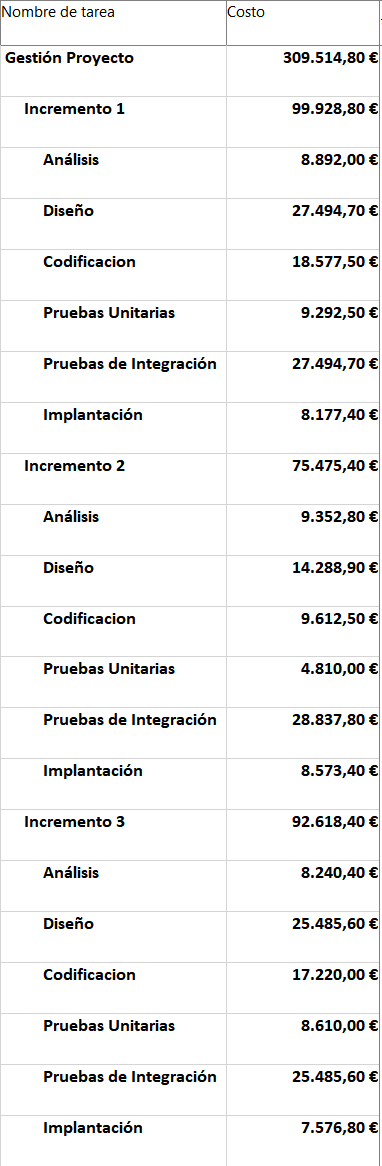 Nombre de tarea Costo
Gestión Proyecto 309.514,80 €
Incremento 1 99.928,80 €
Análisis 8.892,00 €
Diseño 27.494,70 €
Codificacion 18.577,50 €
Pruebas Unitarias 9.292,50 €
Pruebas de Integración 27.494,70 €
Implantación 8.177,40 €
Incremento 2 75.475,40 €
Análisis 9.352,80 €
Diseño 14.288,90 €
Codificacion 9.612,50 €
Pruebas Unitarias 4.810,00 €
Pruebas de Integración 28.837,80 €
Implantación 8.573,40 €
Incremento 3 92.618,40 €
Análisis 8.240,40 €
Diseño 25.485,60 €
Codificacion 17.220,00 €
Pruebas Unitarias 8.610,00 €
Pruebas de Integración 25.485,60 €
Implantación 7.576,80 €